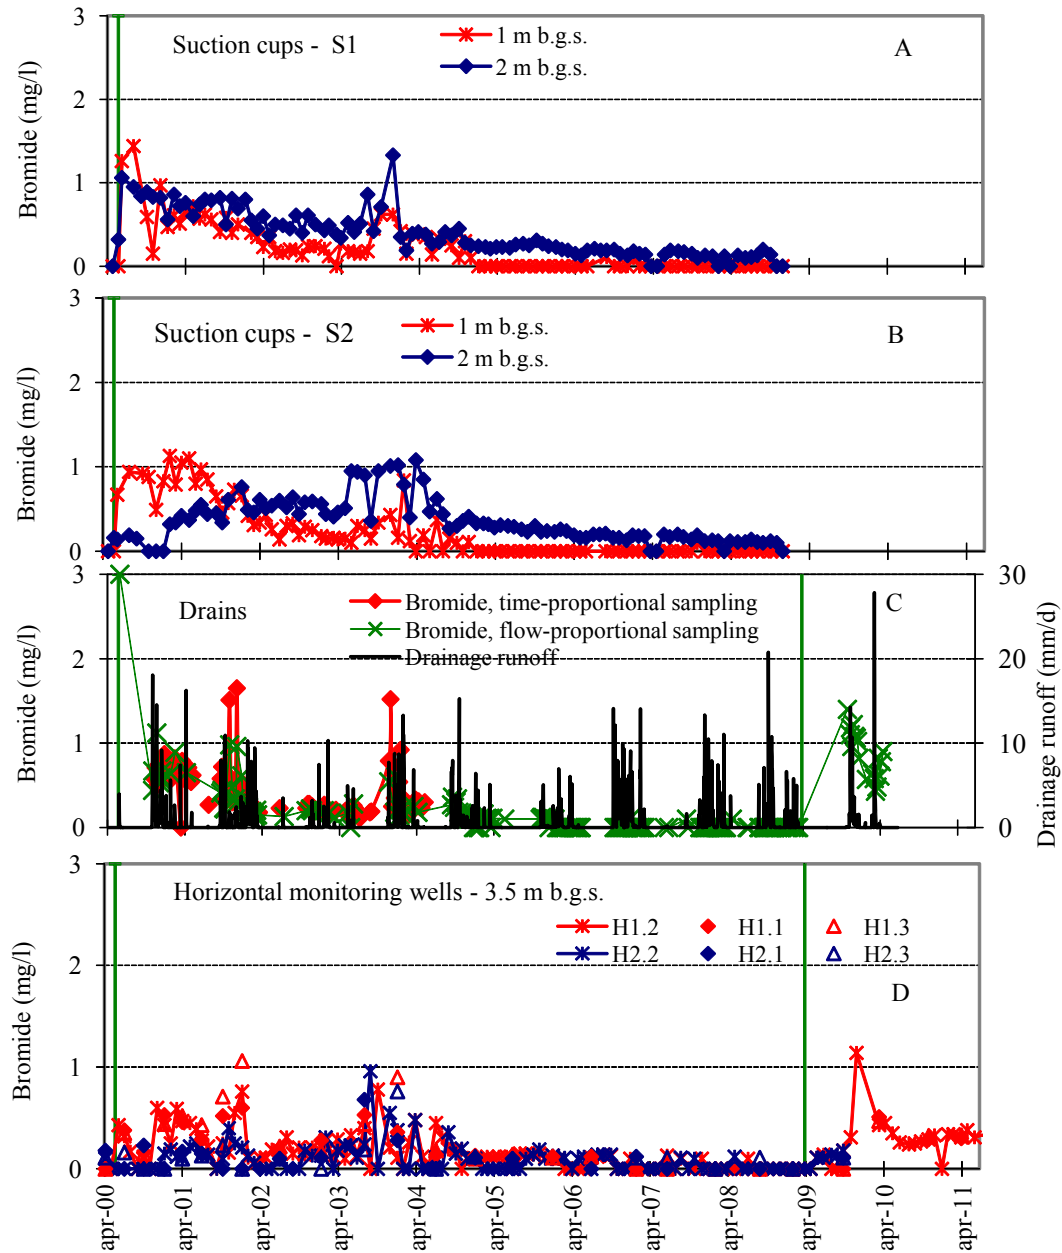 3
Suction cups - S1
1 m b.g.s.
2 m b.g.s.
A
2
1
0
Bromide (mg/l)
3
Suction cups - S2
1 m b.g.s.
2 m b.g.s.
B
2
1
0
Bromide (mg/l)
3
30
Drains
Bromide, time-proportional sampling
Bromide, flow-proportional sampling
Drainage runoff
C
2
20
1
10
0
0
Bromide (mg/l)
Drainage runoff (mm/d)
3
Horizontal monitoring wells - 3.5 m b.g.s.
H1.2 H1.1 H1.3
H2.2 H2.1 H2.3
D
2
1
0
Bromide (mg/l)
apr-00 apr-01 apr-02 apr-03 apr-04 apr-05 apr-06 apr-07 apr-08 apr-09 apr-10 apr-11